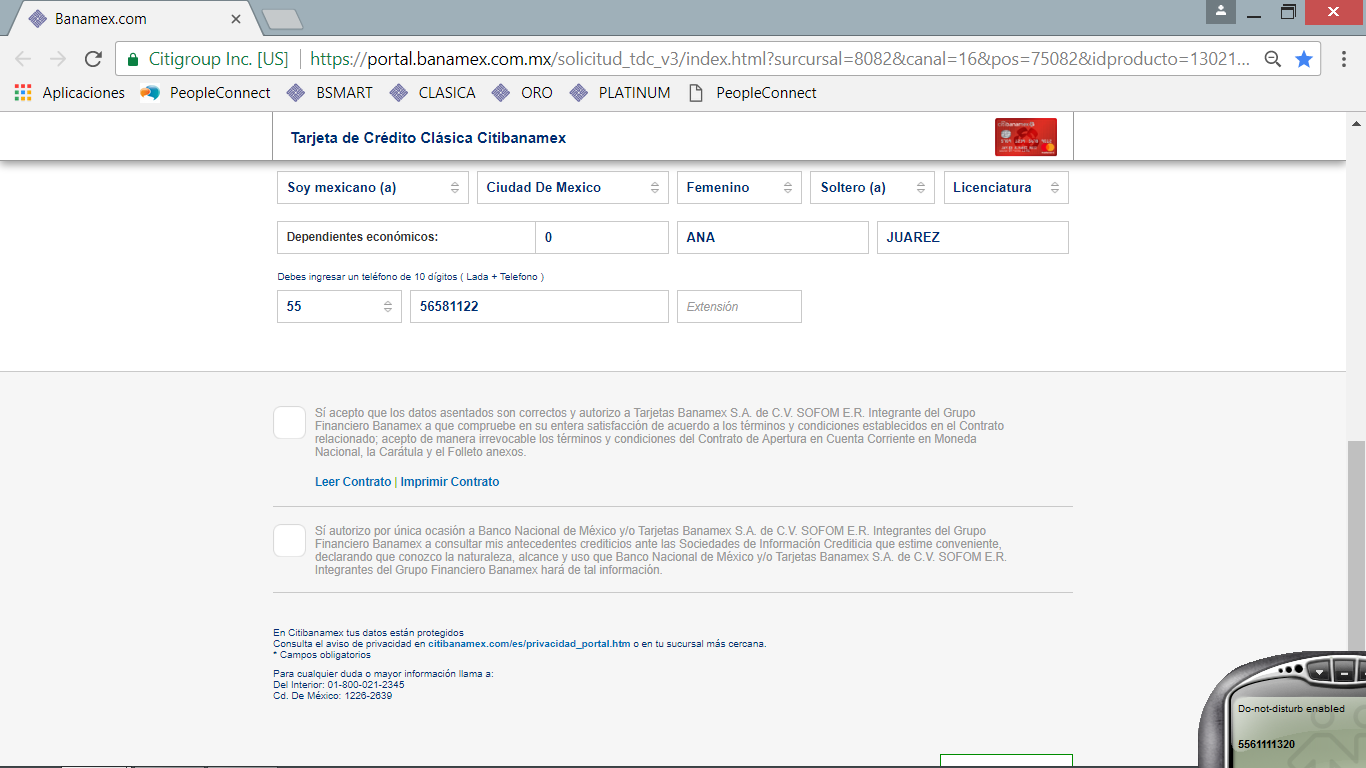 Banamex.com
Citigroup Inc. [US]
https://portal.banamex.com.mx/solicitud_tdc_v3/index.html?surcursal=8082&canal=16&pos=75082&idproducto=13021...
Aplicaciones PeopleConnect BSMART CLASICA ORO PLATINUM PeopleConnect
Tarjeta de Crédito Clásica Citibanamex
Soy mexicano (a) Ciudad De Mexico Femenino Soltero (a) Licenciatura
Dependientes económicos: 0 ANA JUAREZ
Debes ingresar un teléfono de 10 dígitos ( Lada + Telefono )
55 56581122 Extensión
Sí acepto que los datos asentados son correctos y autorizo a Tarjetas Banamex S.A. de C.V. SOFOM E.R. Integrante del Grupo
Financiero Banamex a que compruebe en su entera satisfacción de acuerdo a los términos y condiciones establecidos en el Contrato
relacionado; acepto de manera irrevocable los términos y condiciones del Contrato de Apertura en Cuenta Corriente en Moneda
Nacional, la Carátula y el Folleto anexos.
Leer Contrato | Imprimir Contrato
Sí autorizo por única ocasión a Banco Nacional de México y/o Tarjetas Banamex S.A. de C.V. SOFOM E.R. Integrantes del Grupo
Financiero Banamex a consultar mis antecedentes crediticios ante las Sociedades de Información Crediticia que estime conveniente,
declarando que conozco la naturaleza, alcance y uso que Banco Nacional de México y/o Tarjetas Banamex S.A. de C.V. SOFOM E.R.
Integrantes del Grupo Financiero Banamex hará de tal información.
En Citibanamex tus datos están protegidos
Consulta el aviso de privacidad en citibanamex.com/es/privacidad_portal.htm o en tu sucursal más cercana.
* Campos obligatorios
Para cualquier duda o mayor información llama a:
Del Interior: 01-800-021-2345
Cd. De México: 1226-2639
Do-not-disturb enabled
5561111320